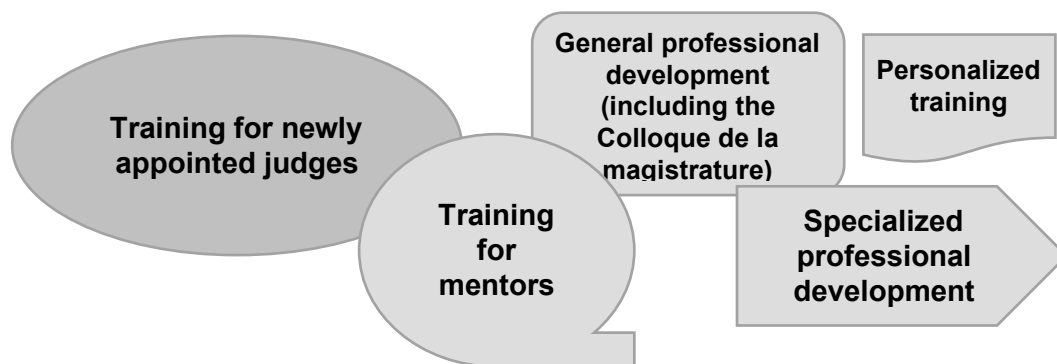 Training for newly
appointed judges
Training
for
mentors
General professional
development
(including the
Colloque de la
magistrature)
Personalized
training
Specialized
professional
development